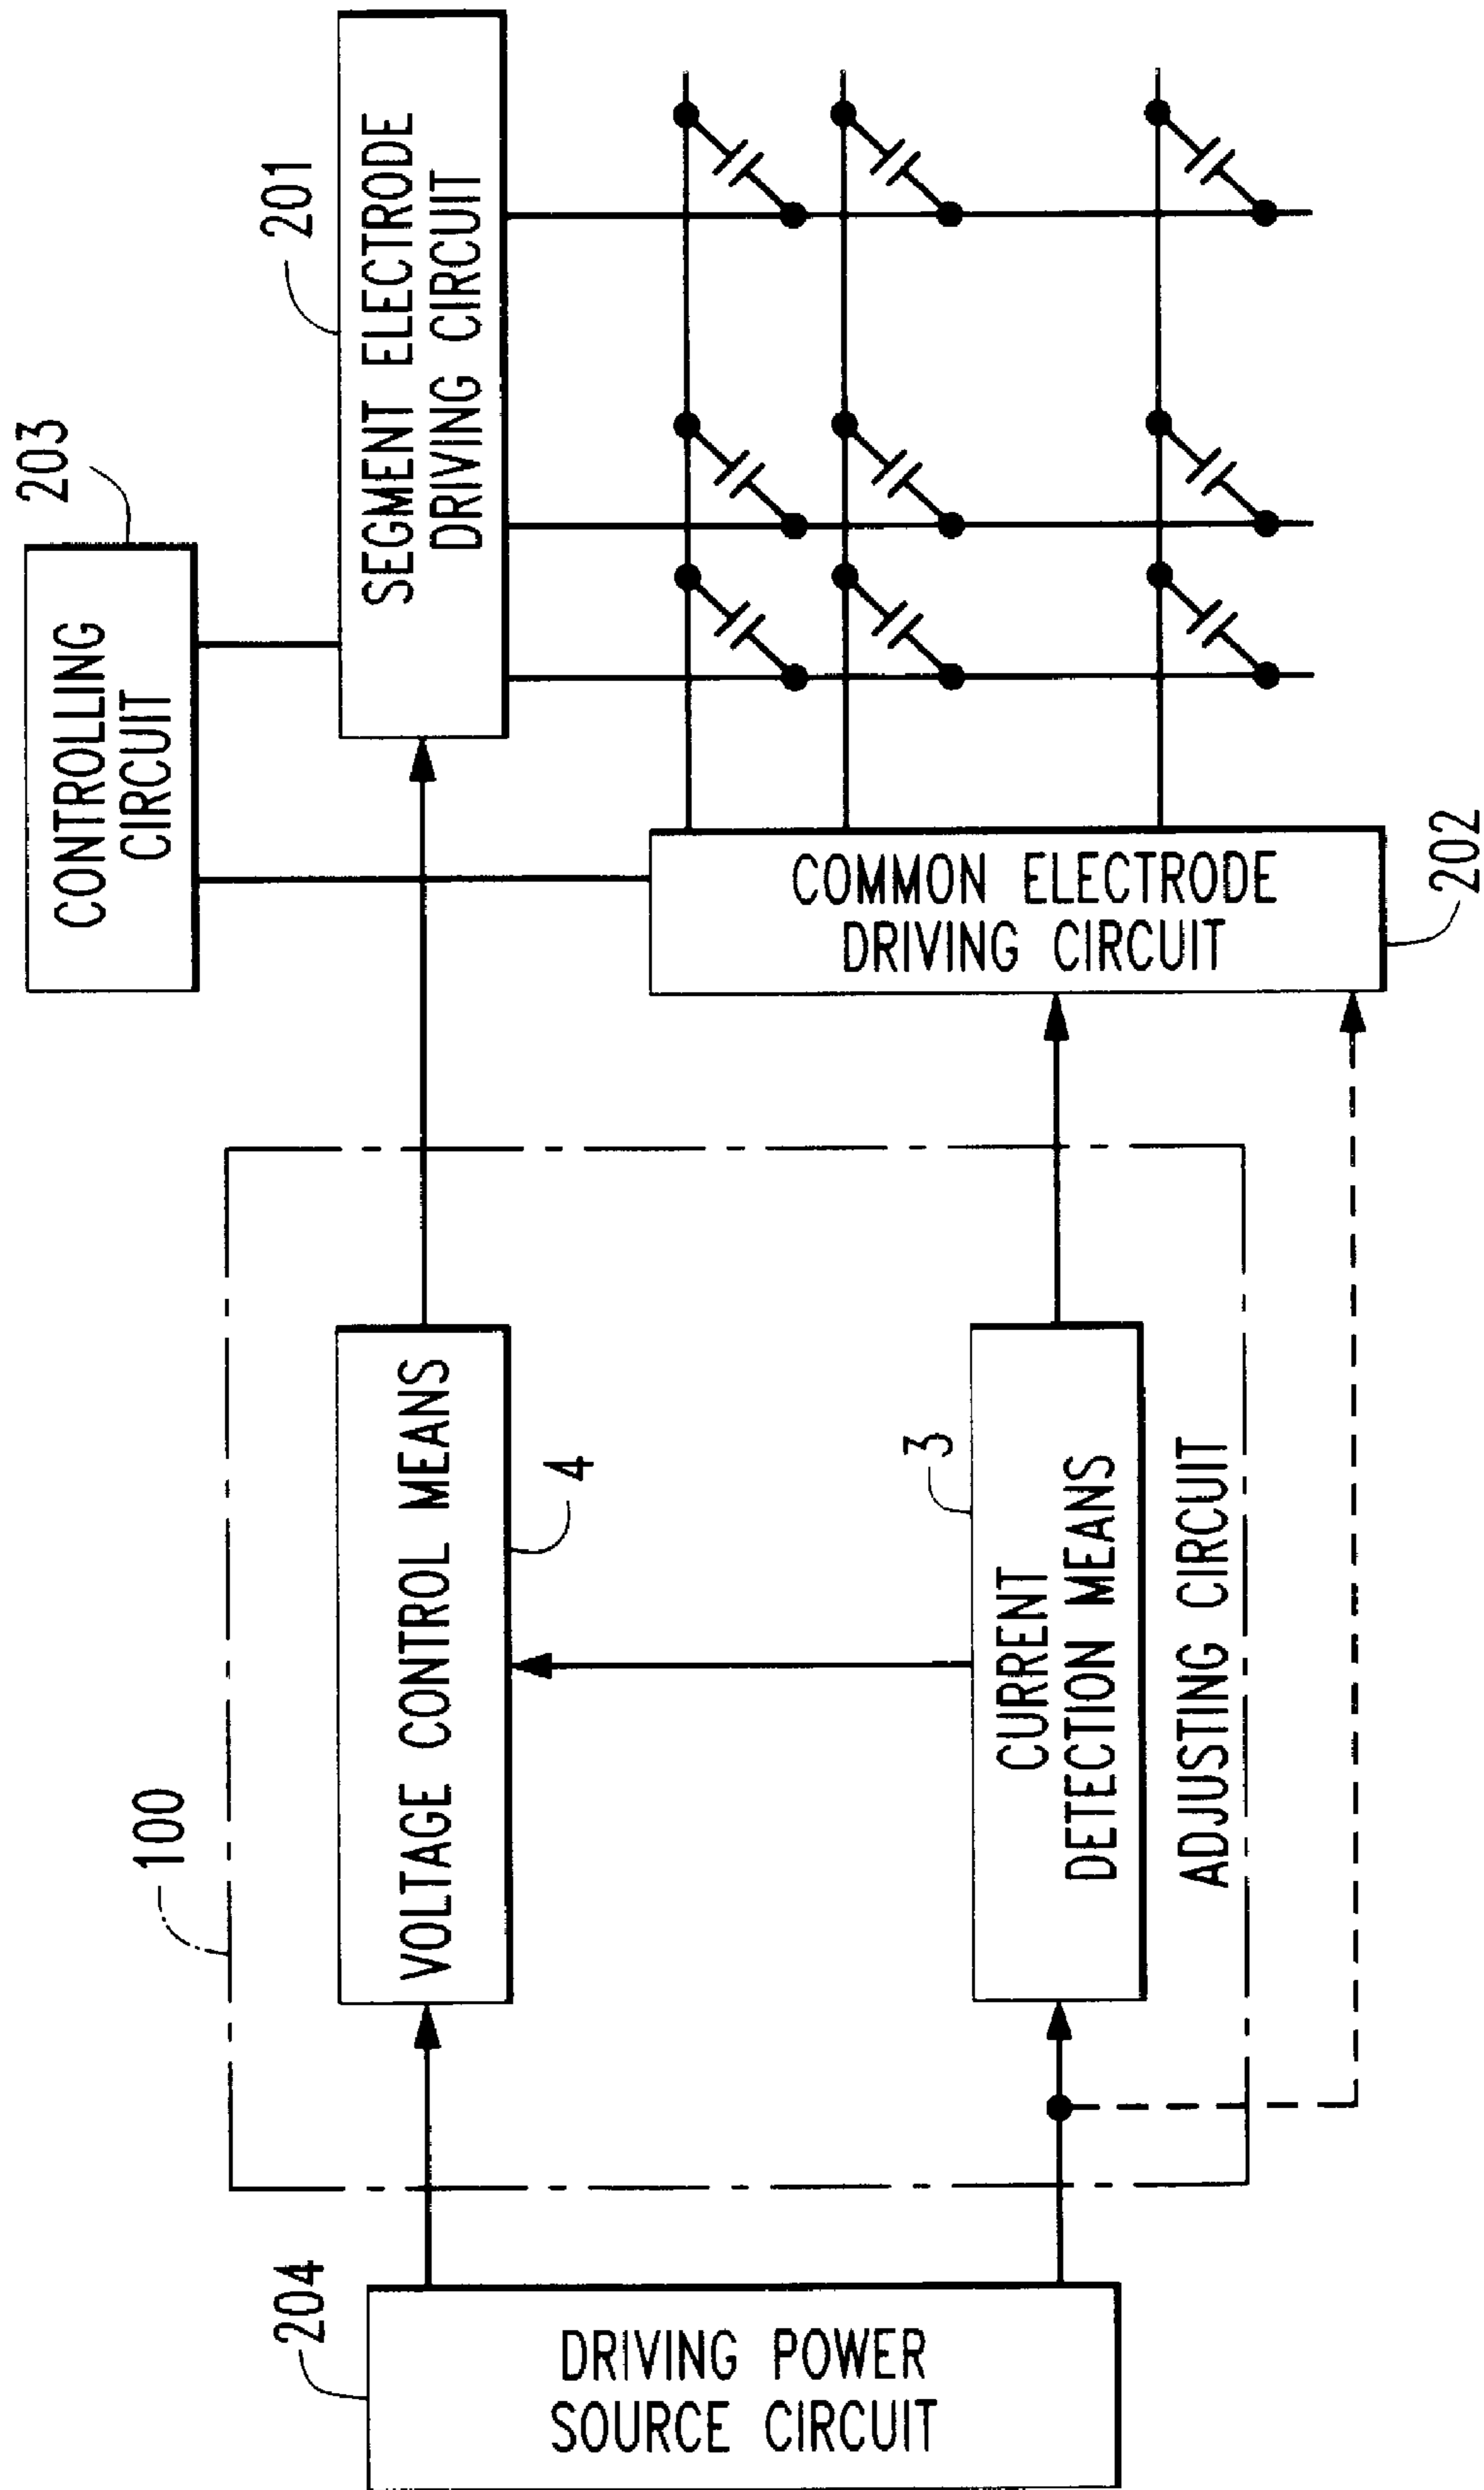 203
CONTROLLING
CIRCUIT
201
SEGMENT ELECTRODE
DRIVING CIRCUIT
100
VOLTAGE CONTROL MEANS
4
204
DRIVING POWER
SOURCE CIRCUIT
3
CURRENT
DETECTION MEANS
ADJUSTING CIRCUIT
COMMON ELECTRODE
DRIVING CIRCUIT
202